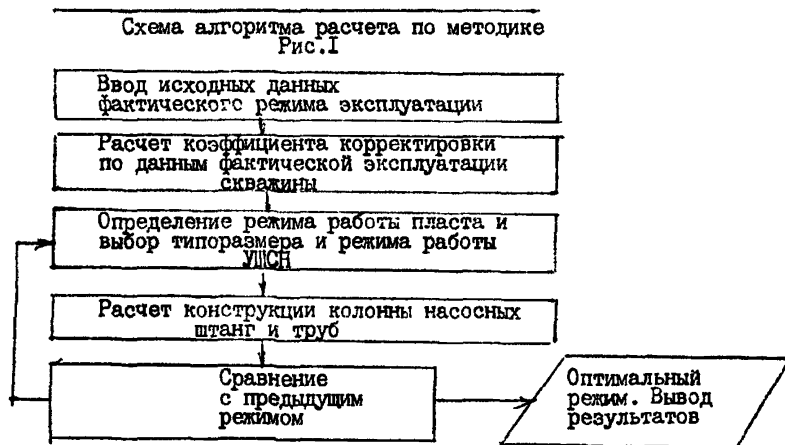 Схема алгоритма расчета по методике
Рис.I
Ввод исходных данных
фактического режима эксплуатации
Расчет коэффициента корректировки
по данным фактической эксплуатации
скважины
Определение режима работы пласта и
выбор типоразмера и режима работы
УШСН
Расчет конструкции колонны насосных
штанг и труб
Сравнение
с предыдущим
режимом
Оптимальный
режим. Вывод
результатов